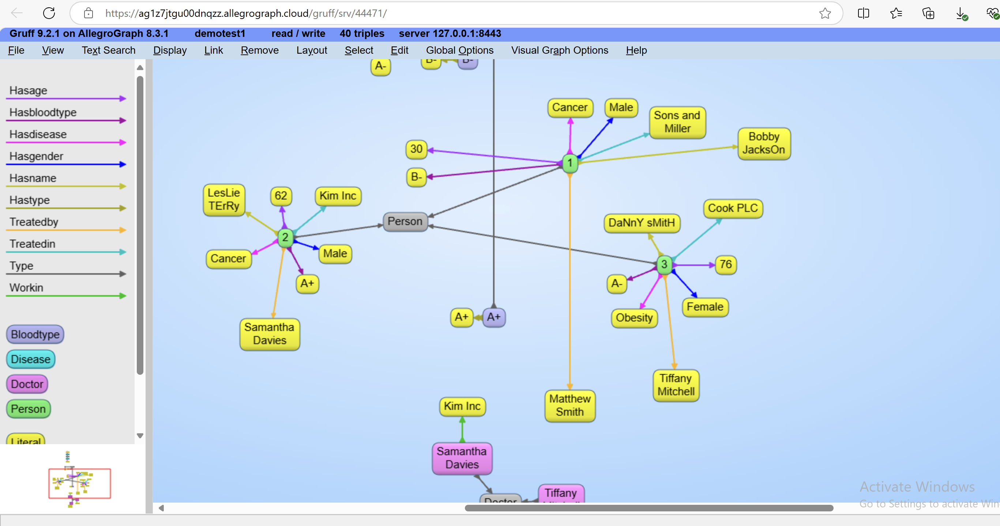 https://ag1z7jtgu00dnqzz.allegrograph.cloud/gruff/srv/44471/
Gruff 9.2.1 on AllegroGraph 8.3.1 demotest1 read / write 40 triples server 127.0.0.1:8443
File View Text Search Display Link Remove Layout Select Edit Global Options Visual Graph Options Help
Hasage
Hasbloodtype
Hasdisease
Hasgender
Hasname
Hastype
Treatedby
Treatedin
Type
Workin
Bloodtype
Disease
Doctor
Person
Literal
A-
B-
B-
Cancer
Male
Sons and
Miller
Bobby
JacksOn
30
1
B-
LesLie
TErRy
62
Kim Inc
Person
2
Cancer
Male
A+
Samantha
Davies
DaNnY sMitH
Cook PLC
3
76
A-
Obesity
Female
Tiffany
Mitchell
A+
A+
Matthew
Smith
Kim Inc
Samantha
Davies
Doctor
Tiffany
Activate Windows
Go to Settings to activate